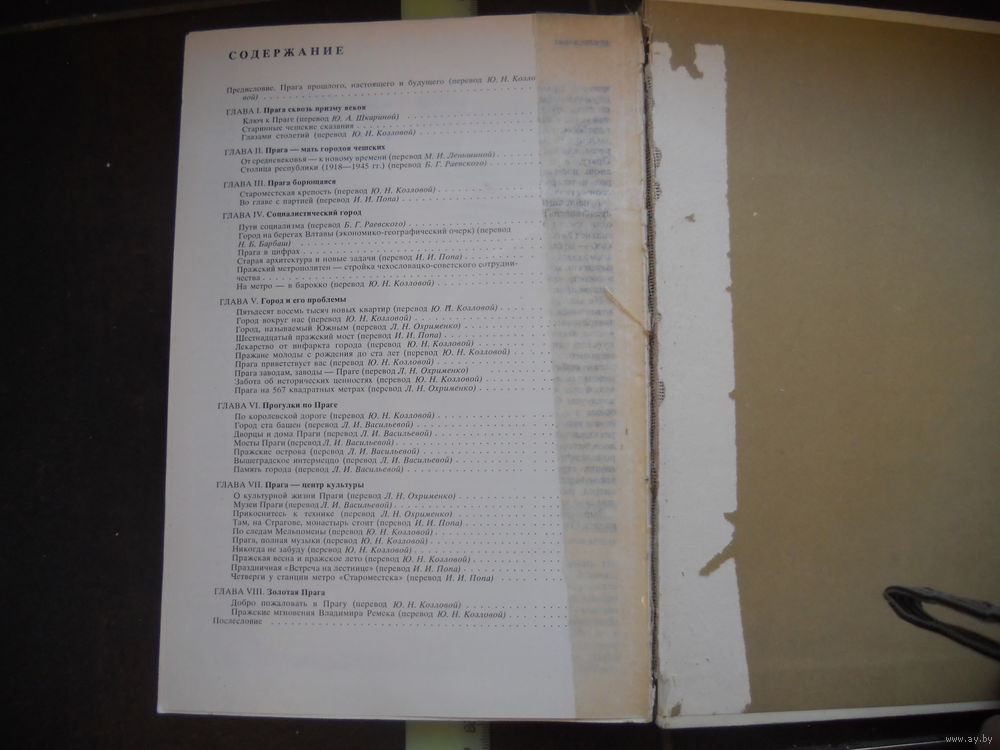 СОДЕРЖАНИЕ
Предисловие. Прага прошлого, настоящего и будущего (перевод Ю. Н. Козло
вой)
ГЛАВА I. Прага сквозь призму веков
Ключ к Праге (перевод Ю. А. Шкариной)
Старинные чешские сказания
Глазами столетий (перевод Ю. Н. Козловой)
ГЛАВА II. Прага — мать городов чешских
От средневековья — к новому времени (перевод М. И. Леньшиной)
Столица республики (1918—1945 гг.) (перевод Б. Г. Раевского)
ГЛАВА III. Прага борющаяся
Староместская крепость (перевод Ю. Н. Козловой)
Во главе с партией (перевод И. И. Попа)
ГЛАВА IV. Социалистический город
Пути социализма (перевод Б. Г. Раевского)
Город на берегах Влтавы (экономико-географический очерк) (перевод
Н. Б. Барбаш)
Прага в цифрах
Старая архитектура и новые задачи (перевод И. И. Попа)
Пражский метрополитен — стройка чехословацко-советского сотрудни-
чества
На метро — в барокко (перевод Ю. Н. Козловой)
ГЛАВА V. Город и его проблемы
Пятьдесят восемь тысяч новых квартир (перевод Ю. Н. Козловой)
Город вокруг нас (перевод Ю. Н. Козловой)
Город, называемый Южным (перевод Л. Н. Охрименко)
Шестнадцатый пражский мост (перевод И. И. Попа)
Лекарство от инфаркта города (перевод Ю. Н. Козловой)
Пражане молоды с рождения до ста лет (перевод Ю. Н. Козловой)
Прага приветствует вас (перевод Ю. Н. Козловой)
Прага заводам, заводы — Праге (перевод Л. Н. Охрименко)
Забота об исторических ценностях (перевод Ю. Н. Козловой)
Прага на 567 квадратных метрах (перевод Л. Н. Охрименко)
ГЛАВА VI. Прогулки по Праге
По королевской дороге (перевод Ю. Н. Козловой)
Город ста башен (перевод Л. И. Васильевой)
Дворцы и дома Праги (перевод Л. И. Васильевой)
Мосты Праги (перевод Л. И. Васильевой)
Пражские острова (перевод Л. И. Васильевой)
Вышеградское интермеццо (перевод Л. И. Васильевой)
Память города (перевод Л. И. Васильевой)
ГЛАВА VII. Прага — центр культуры
О культурной жизни Праги (перевод Л. Н. Охрименко)
Музеи Праги (перевод Л. И. Васильевой)
Прикоснитесь к технике (перевод Л. Н. Охрименко)
Там, на Страгове, монастырь стоит (перевод И. И. Попа)
По следам Мельпомены (перевод Ю. Н. Козловой)
Прага, полная музыки (перевод Ю. Н. Козловой)
Никогда не забуду (перевод Ю. Н. Козловой)
Пражская весна и пражское лето (перевод Ю. Н. Козловой)
Праздничная «Встреча на лестнице» (перевод И. И. Попа)
Четверги у станции метро «Староместска» (перевод И. И. Попа)
ГЛАВА VIII. Золотая Прага
Добро пожаловать в Прагу (перевод Ю. Н. Козловой)
Пражские мгновения Владимира Ремека (перевод Ю. Н. Козловой)
Послесловие
www.ay.by